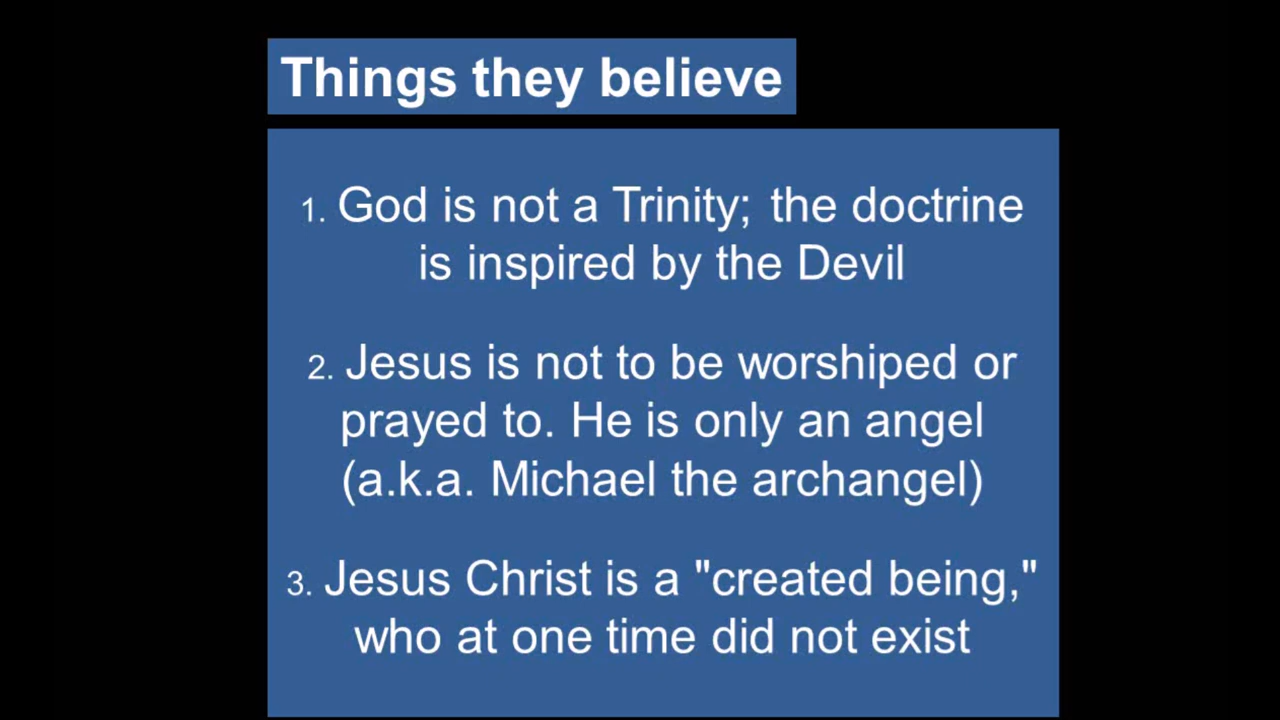 Things they believe
1. God is not a Trinity; the doctrine
is inspired by the Devil
2. Jesus is not to be worshiped or
prayed to. He is only an angel
(a.k.a. Michael the archangel)
3. Jesus Christ is a "created being,"
who at one time did not exist